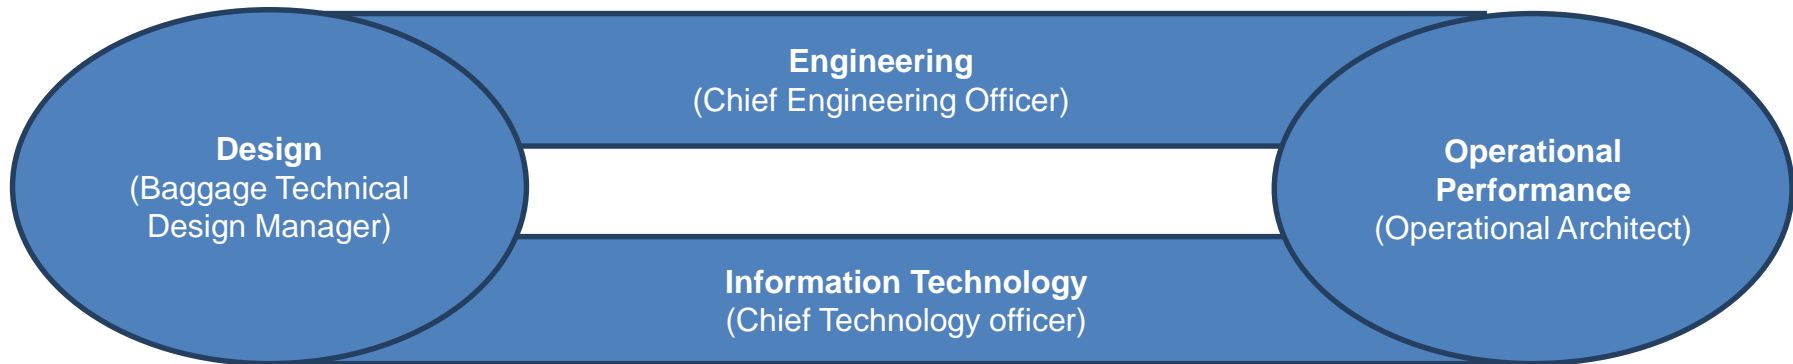 Engineering
(Chief Engineering Officer)
Design
(Baggage Technical
Design Manager)
Operational
Performance
(Operational Architect)
Information Technology
(Chief Technology officer)